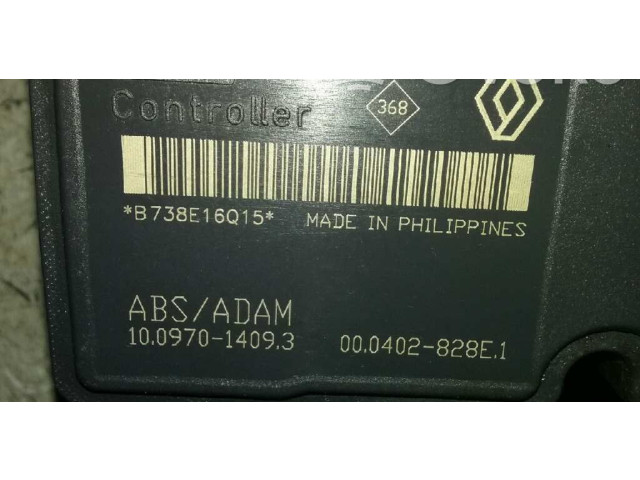 Controller 368
*B738E16Q15* MADE IN PHILIPPINES
ABS/ADAM
10.0970-1409.3 00.0402-828E.1